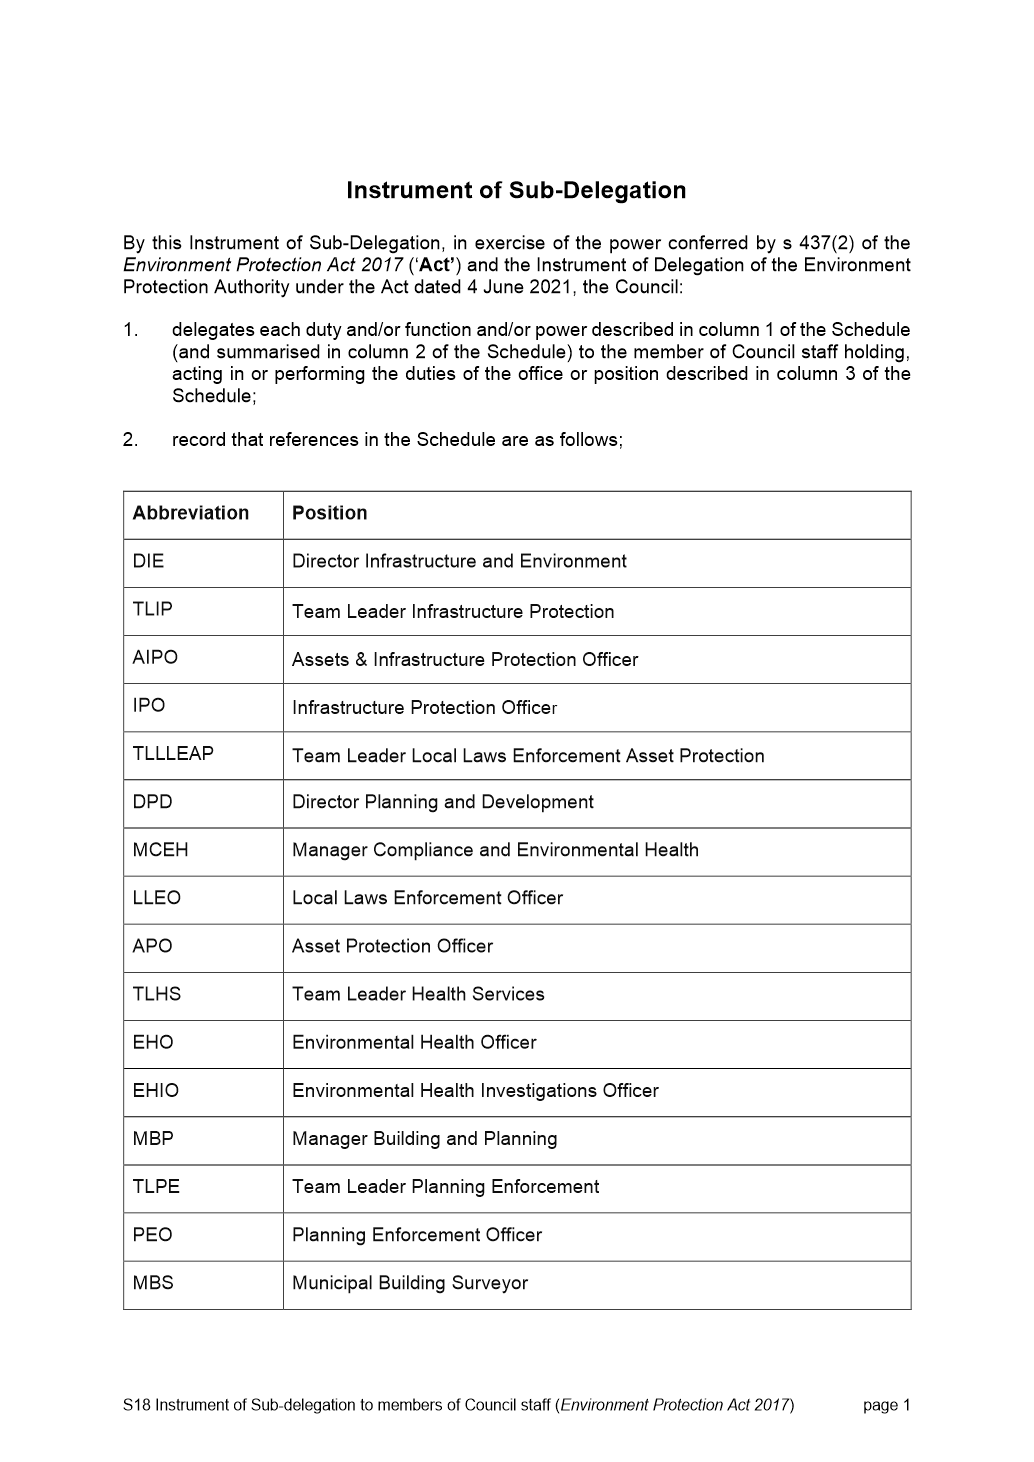 Instrument of Sub-Delegation
By this Instrument of Sub-Delegation, in exercise of the power conferred by s 437(2) of the
Environment Protection Act 2017 (‘Act’) and the Instrument of Delegation of the Environment
Protection Authority under the Act dated 4 June 2021, the Council:
1. delegates each duty and/or function and/or power described in column 1 of the Schedule
(and summarised in column 2 of the Schedule) to the member of Council staff holding,
acting in or performing the duties of the office or position described in column 3 of the
Schedule;
2. record that references in the Schedule are as follows;
Abbreviation Position
DIE Director Infrastructure and Environment
TLIP Team Leader Infrastructure Protection
AIPO Assets & Infrastructure Protection Officer
IPO Infrastructure Protection Officer
TLLLEAP Team Leader Local Laws Enforcement Asset Protection
DPD Director Planning and Development
MCEH Manager Compliance and Environmental Health
LLEO Local Laws Enforcement Officer
APO Asset Protection Officer
TLHS Team Leader Health Services
EHO Environmental Health Officer
EHIO Environmental Health Investigations Officer
MBP Manager Building and Planning
TLPE Team Leader Planning Enforcement
PEO Planning Enforcement Officer
MBS Municipal Building Surveyor
S18 Instrument of Sub-delegation to members of Council staff (Environment Protection Act 2017) page 1